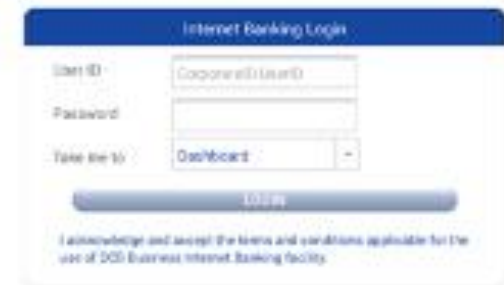 Internet Banking Login
User ID
CorporateID.UserID
Password
Take me to
Dashboard
LOGIN
I acknowledge and accept the terms and conditions applicable for the
use of DCB Business Internet Banking facility.